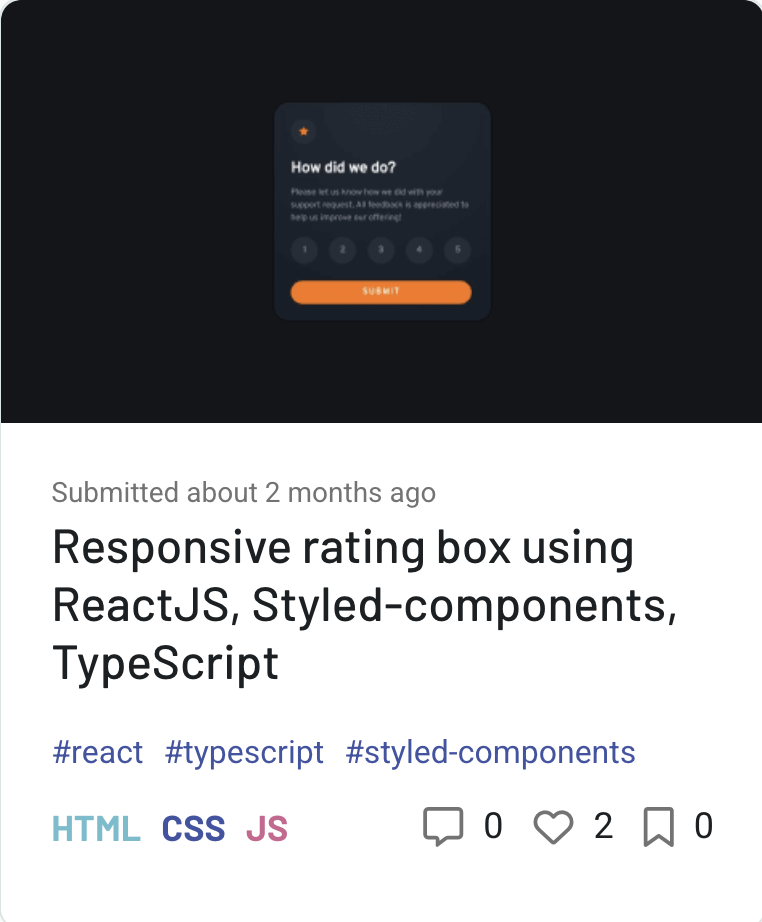 How did we do?
Please let us know how we did with your
support request. All feedback is appreciated to
help us improve our offering!
1 2 3 4 5
SUBMIT
Submitted about 2 months ago
Responsive rating box using
ReactJS, Styled-components,
TypeScript
#react #typescript #styled-components
HTML CSS JS 0 2 0